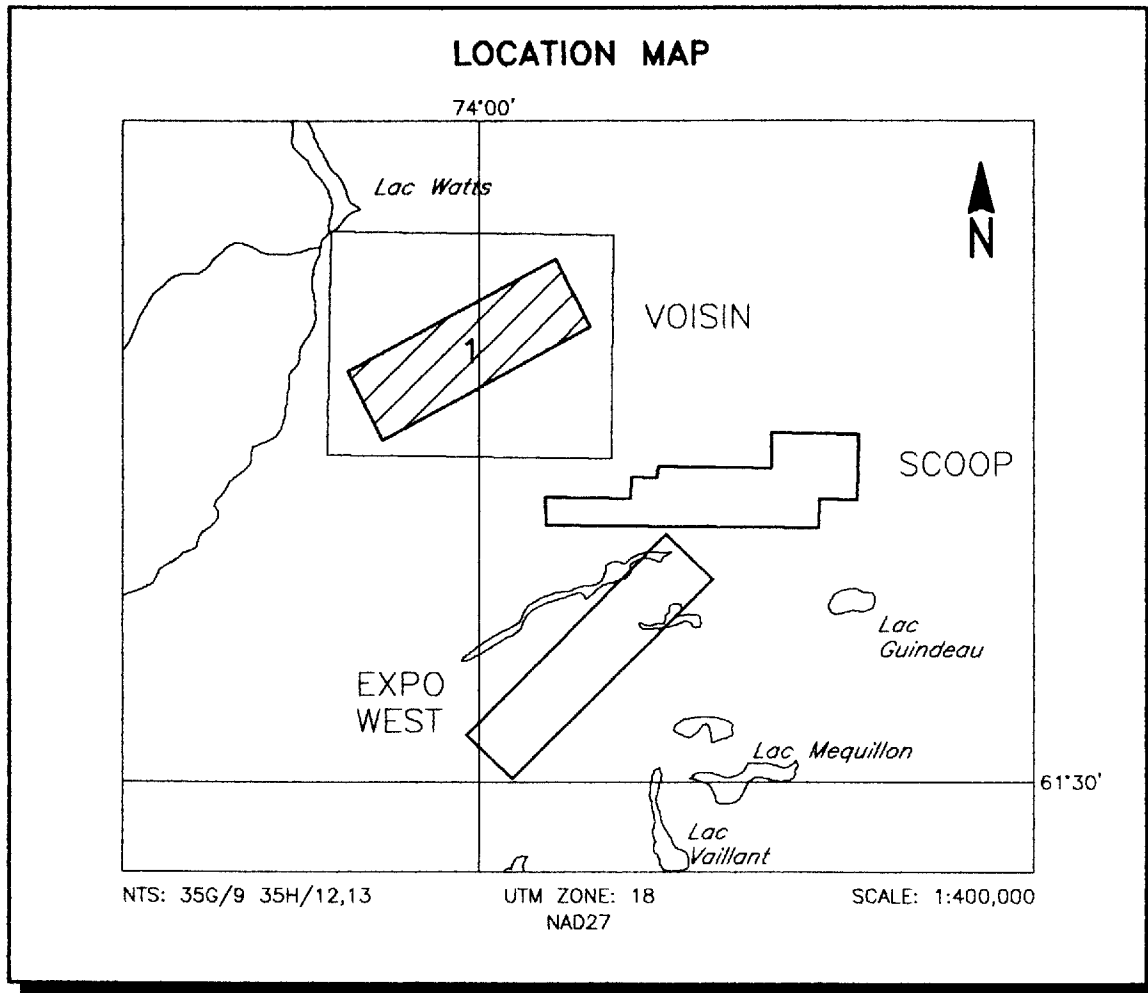 LOCATION MAP
74°00'
Lac Watts
N
VOISIN
1
SCOOP
Lac
Guindeau
EXPO
WEST
Lac Mequillon
61°30'
Lac
Vaillant
NTS: 35G/9 35H/12,13
UTM ZONE: 18
SCALE: 1:400,000
NAD27